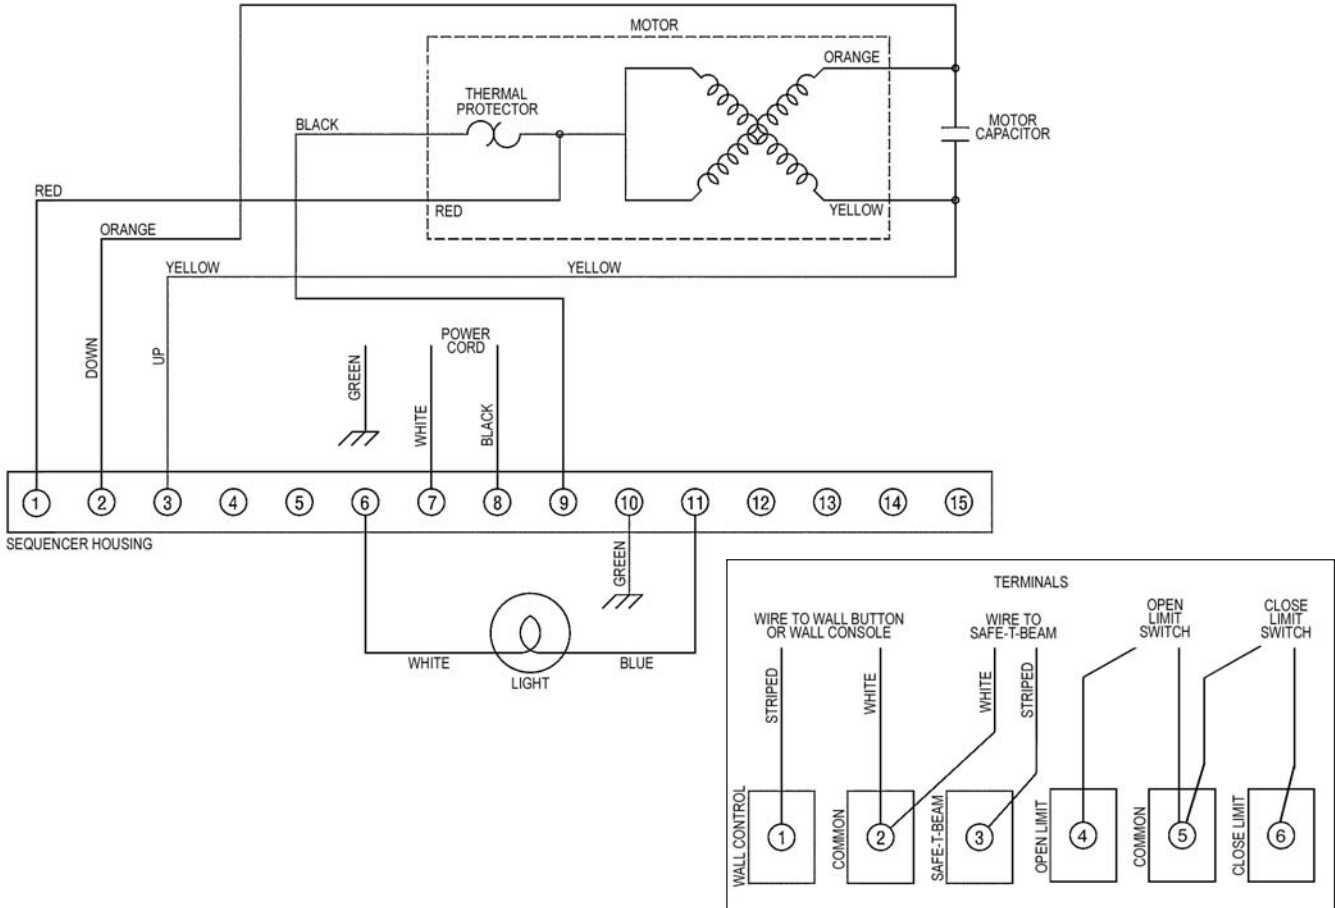 MOTOR
ORANGE
THERMAL
PROTECTOR
BLACK
MOTOR
CAPACITOR
RED
RED
YELLOW
ORANGE
YELLOW
YELLOW
DOWN
UP
GREEN
POWER
CORD
WHITE
BLACK
1 2 3 4 5 6 7 8 9 10 11 12 13 14 15
SEQUENCER HOUSING
GREEN
WHITE
BLUE
LIGHT
TERMINALS
WIRE TO WALL BUTTON
OR WALL CONSOLE
WIRE TO
SAFE-T-BEAM
OPEN
LIMIT
SWITCH
CLOSE
LIMIT
SWITCH
STRIPED
WHITE
WHITE
STRIPED
WALL CONTROL
1
COMMON
2
SAFE-T-BEAM
3
OPEN LIMIT
4
COMMON
5
CLOSE LIMIT
6